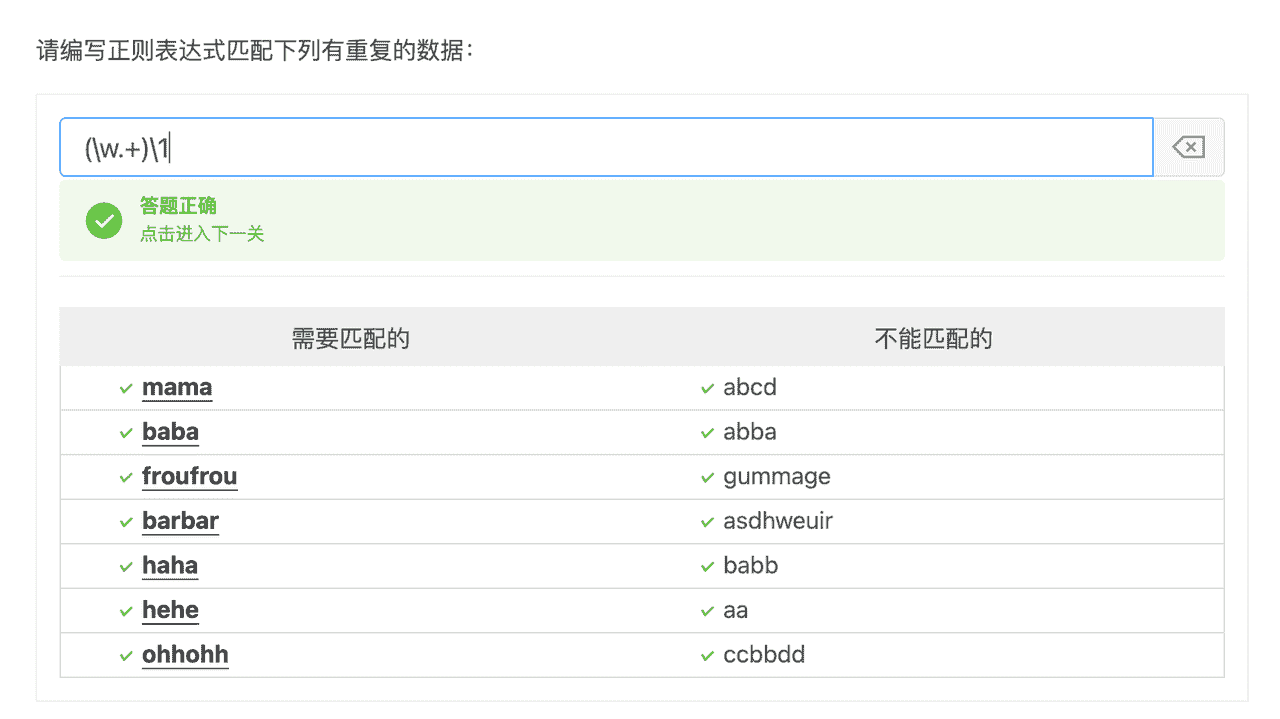 请编写正则表达式匹配下列有重复的数据：
(\w.+)\1
答题正确
点击进入下一关
需要匹配的 不能匹配的
mama abcd
baba abba
froufrou gummage
barbar asdhweuir
haha babb
hehe aa
ohhohh ccbbdd